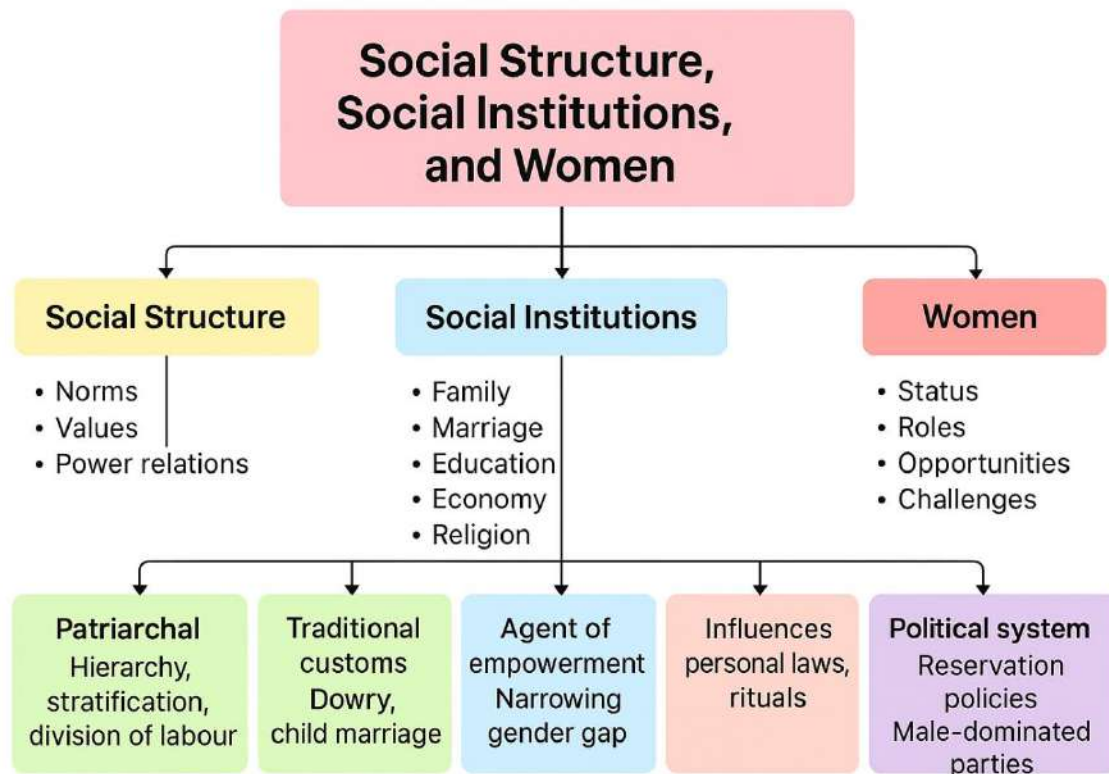 Social Structure,
Social Institutions,
and Women
Social Structure
• Norms
• Values
• Power relations
Social Institutions
• Family
• Marriage
• Education
• Economy
• Religion
Women
• Status
• Roles
• Opportunities
• Challenges
Patriarchal
Hierarchy,
stratification,
division of labour
Traditional
customs
Dowry,
child marriage
Agent of
empowerment
Narrowing
gender gap
Influences
personal laws,
rituals
Political system
Reservation
policies
Male-dominated
parties